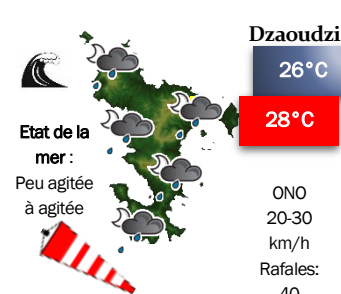 Dzaoudzi
26°C
28°C
Etat de la
mer :
Peu agitée
à agitée
ONO
20-30
km/h
Rafales:
40